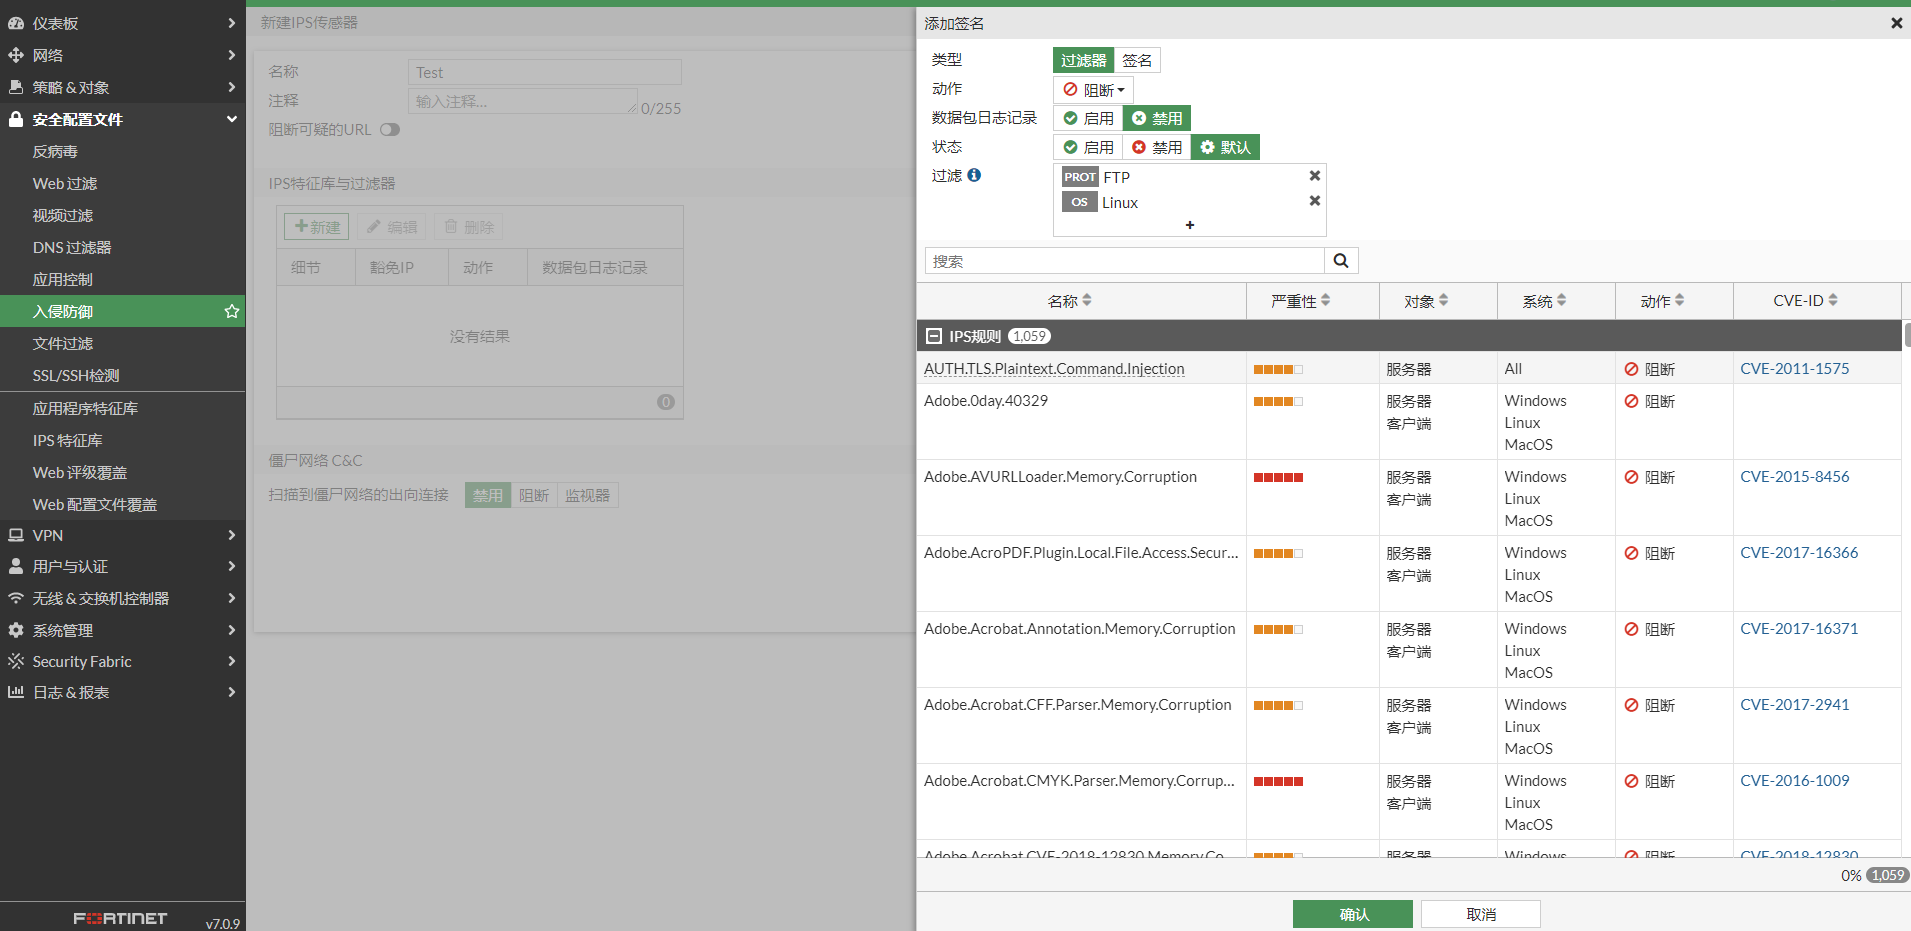 仪表板
网络
策略 & 对象
安全配置文件
反病毒
Web 过滤
视频过滤
DNS 过滤器
应用控制
入侵防御
文件过滤
SSL/SSH检测
应用程序特征库
IPS 特征库
Web 评级覆盖
Web 配置文件覆盖
VPN
用户与认证
无线 & 交换机控制器
系统管理
Security Fabric
日志 & 报表
FORTINET
v7.0.9
新建IPS传感器
名称 Test
注释 输入注释... 0/255
阻断可疑的URL
IPS特征库与过滤器
新建 编辑 删除
细节 豁免IP 动作 数据包日志记录
没有结果
0
僵尸网络 C&C
扫描到僵尸网络的出向连接 禁用 阻断 监视器
添加签名
类型 过滤器 签名
动作 阻断
数据包日志记录 启用 禁用
状态 启用 禁用 默认
过滤 PROT FTP
OS Linux
搜索
名称 严重性 对象 系统 动作 CVE-ID
IPS规则 1,059
AUTH.TLS.Plaintext.Command.Injection 服务器 All 阻断 CVE-2011-1575
Adobe.0day.40329 服务器 Windows 阻断
客户端 Linux
MacOS
Adobe.AVURLLoader.Memory.Corruption 服务器 Windows 阻断 CVE-2015-8456
客户端 Linux
MacOS
Adobe.AcroPDF.Plugin.Local.File.Access.Secur... 服务器 Windows 阻断 CVE-2017-16366
客户端 Linux
MacOS
Adobe.Acrobat.Annotation.Memory.Corruption 服务器 Windows 阻断 CVE-2017-16371
客户端 Linux
MacOS
Adobe.Acrobat.CFF.Parser.Memory.Corruption 服务器 Windows 阻断 CVE-2017-2941
客户端 Linux
MacOS
Adobe.Acrobat.CMYK.Parser.Memory.Corrup... 服务器 Windows 阻断 CVE-2016-1009
客户端 Linux
MacOS
Adobe.Acrobat.CVE-2018-12830.Memory.Co... 服务器 Windows 阻断 CVE-2018-12830
0% 1,059
确认 取消